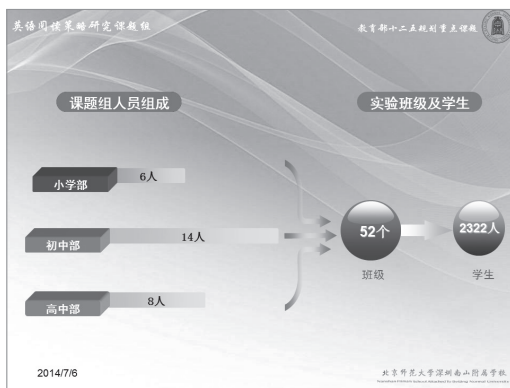 英语阅读策略研究课题组
教育部十二五规划重点课题
课题组人员组成
实验班级及学生
小学部
6人
初中部
14人
高中部
8人
52个
班级
2322人
学生
2014/7/6
北京师范大学深圳南山附属学校